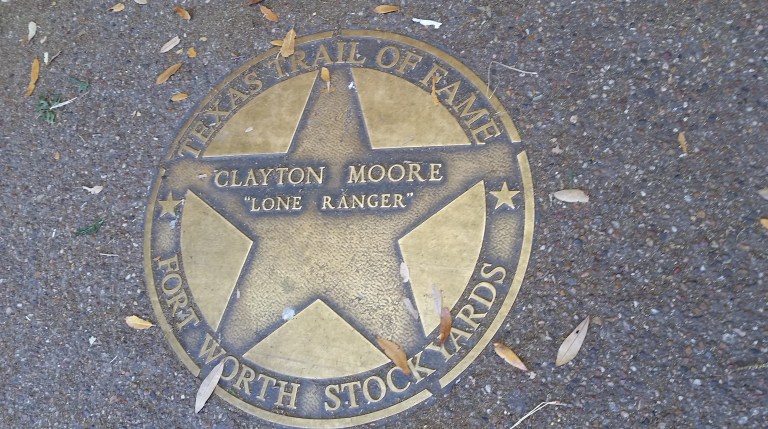 TEXAS TRAIL OF FAME
CLAYTON MOORE
"LONE RANGER"
FORT WORTH STOCKYARDS